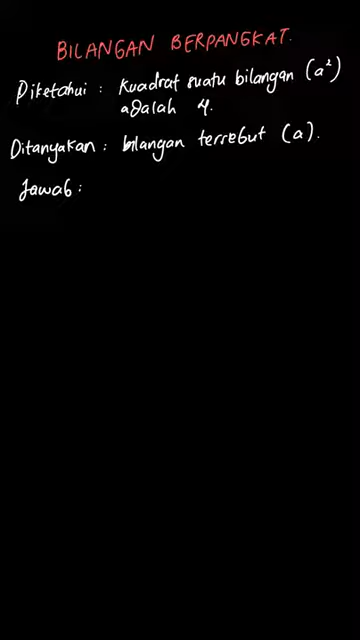 BILANGAN BERPANGKAT.
Diketahui : Kuadrat suatu bilangan (a²)
adalah 4.
Ditanyakan : bilangan tersebut (a).
Jawab :